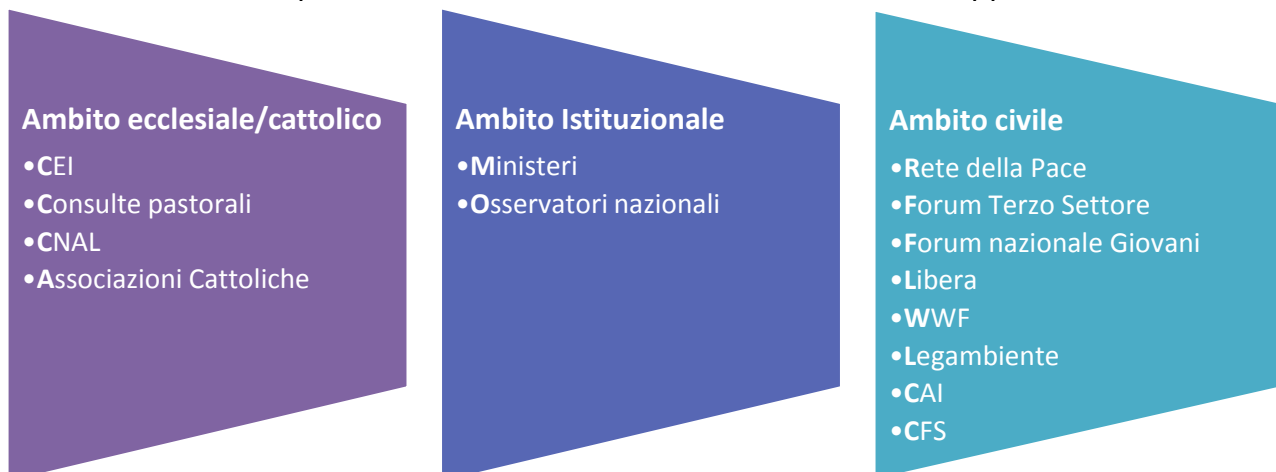 Ambito ecclesiale/cattolico
•CEI
•Consulte pastorali
•CNAL
•Associazioni Cattoliche
Ambito Istituzionale
•Ministeri
•Osservatori nazionali
Ambito civile
•Rete della Pace
•Forum Terzo Settore
•Forum nazionale Giovani
•Libera
•WWF
•Legambiente
•CAI
•CFS